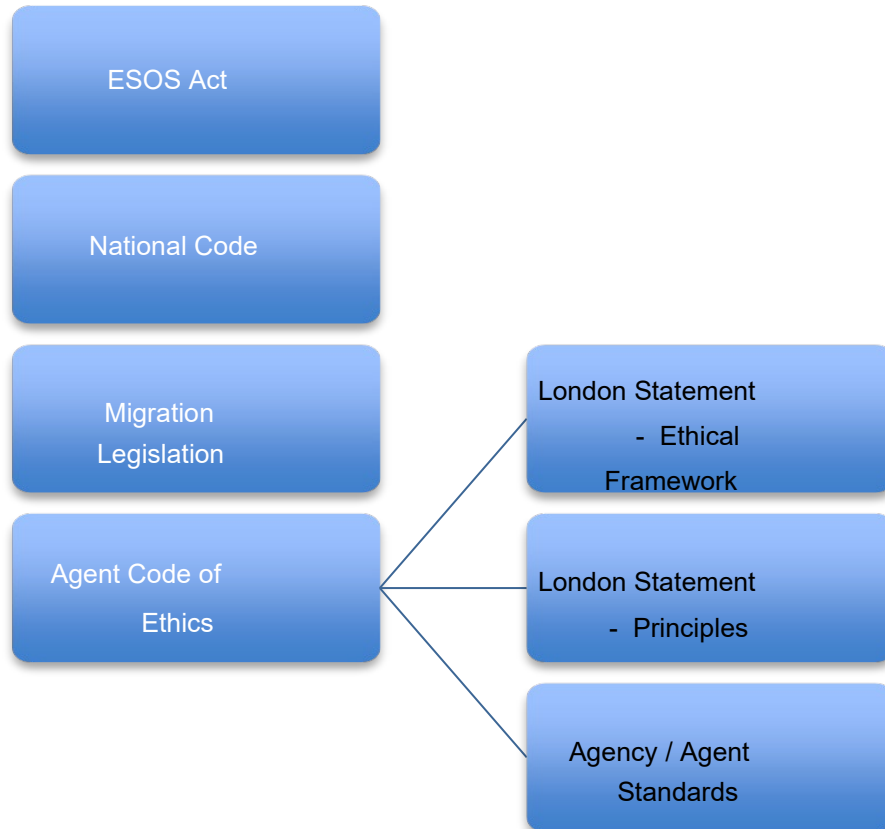 ESOS Act
National Code
Migration
Legislation
Agent Code of
Ethics
London Statement
- Ethical
Framework
London Statement
- Principles
Agency / Agent
Standards